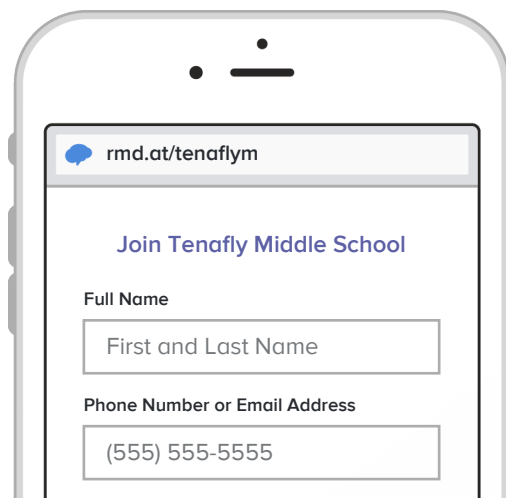 rmd.at/tenaflym
Join Tenafly Middle School
Full Name
First and Last Name
Phone Number or Email Address
(555) 555-5555